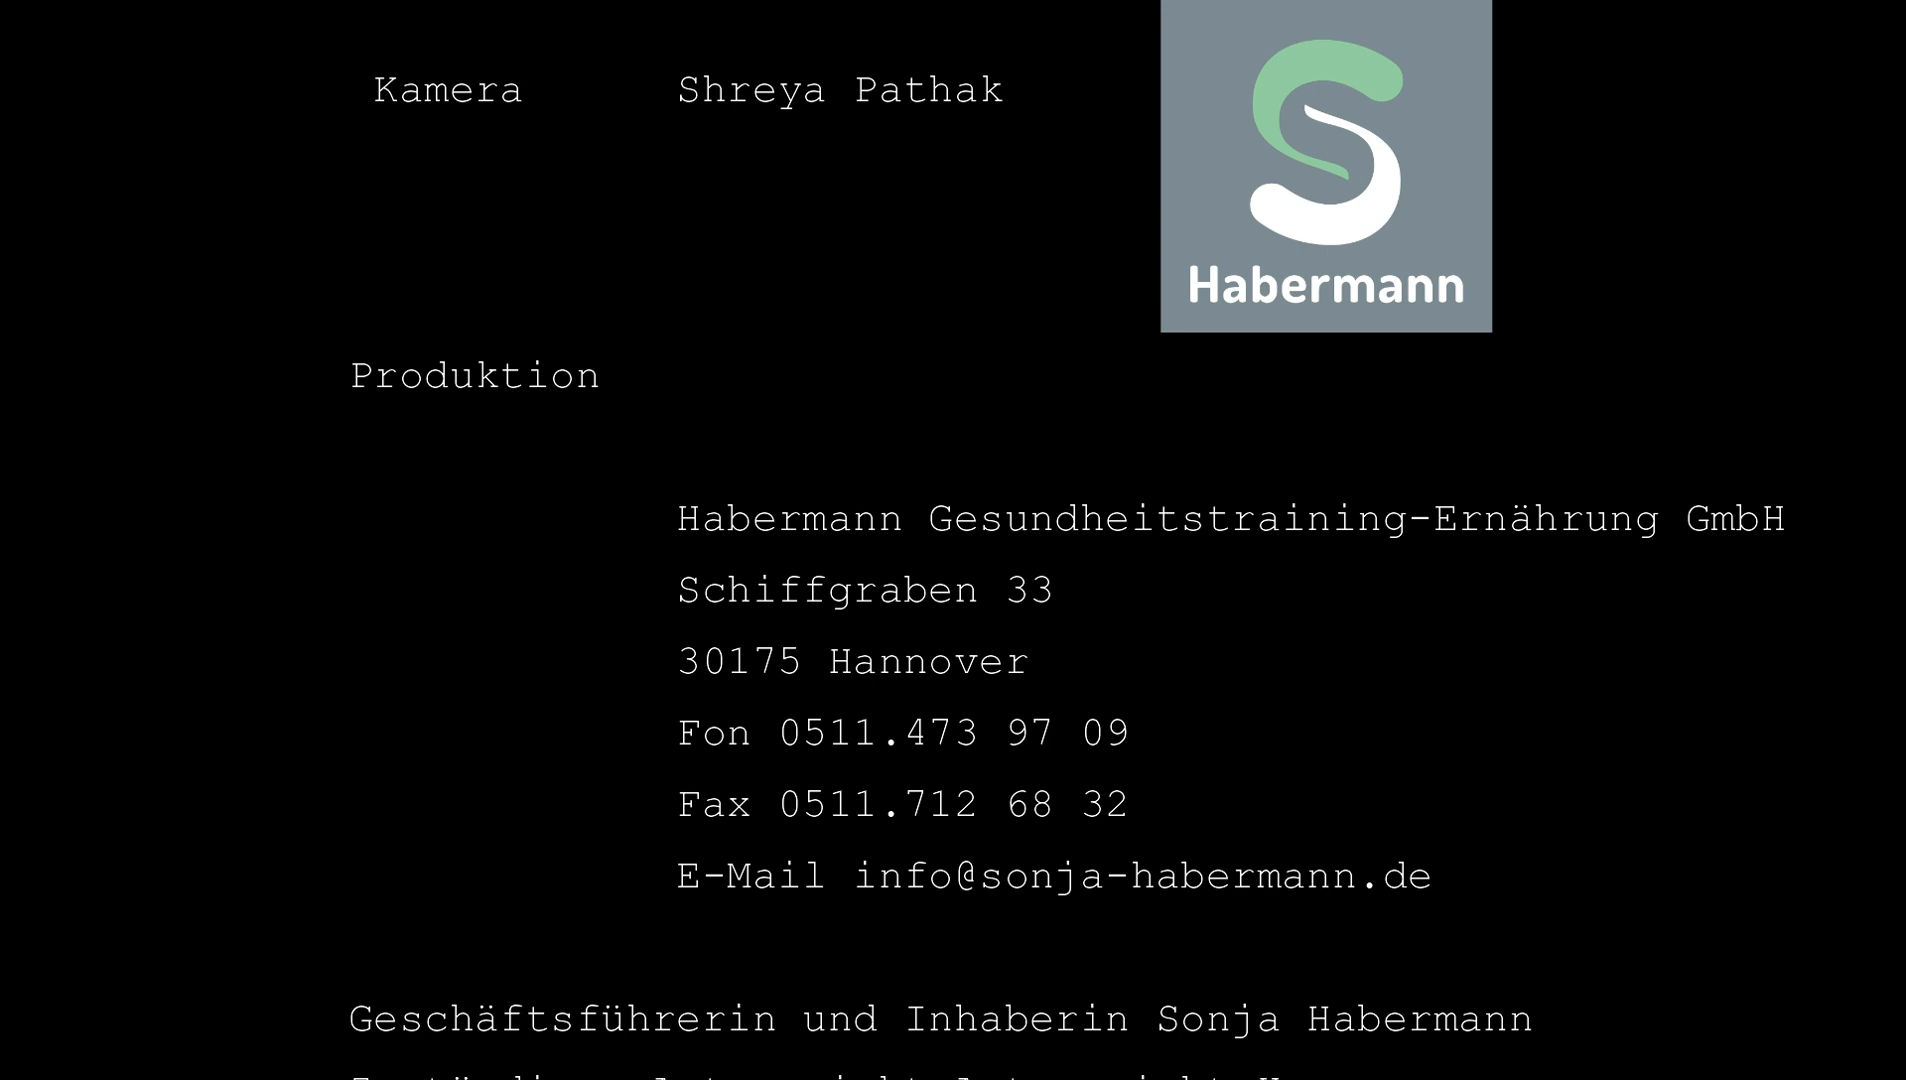 Kamera Shreya Pathak
Habermann
Produktion
Habermann Gesundheitstraining-Ernährung GmbH
Schiffgraben 33
30175 Hannover
Fon 0511.473 97 09
Fax 0511.712 68 32
E-Mail info@sonja-habermann.de
Geschäftsführerin und Inhaberin Sonja Habermann